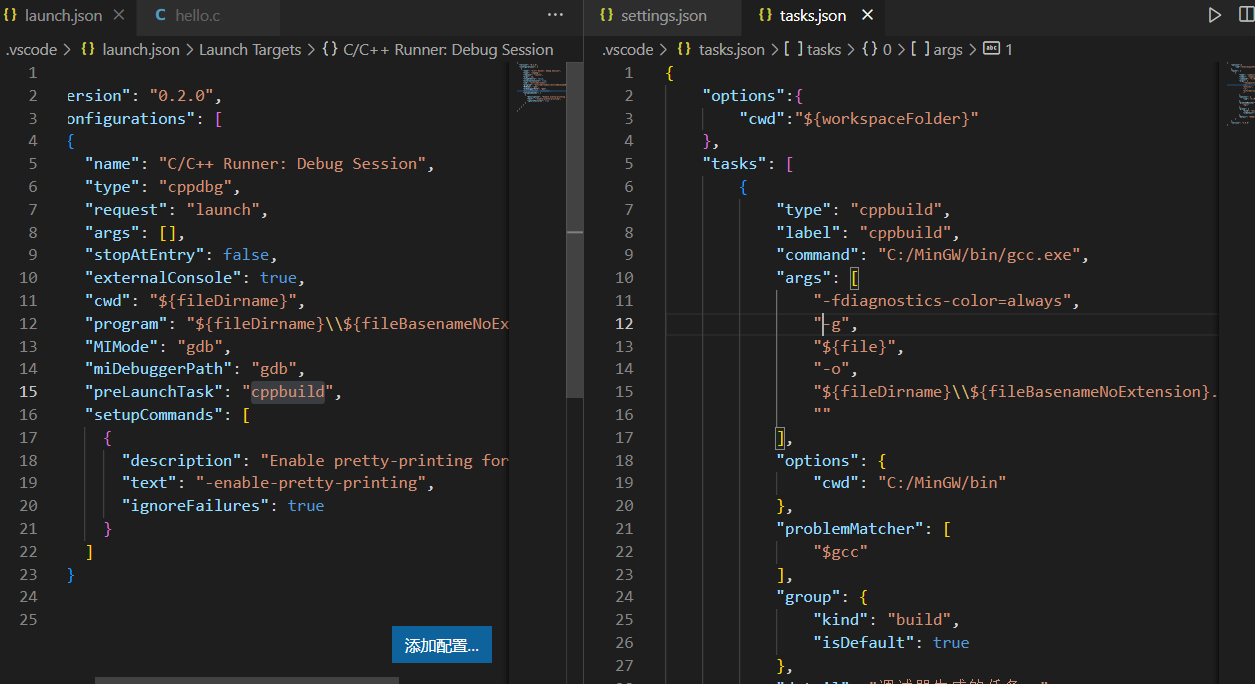 launch.json
hello.c
.vscode > launch.json > Launch Targets > {} C/C++ Runner: Debug Session
1
2 ersion": "0.2.0",
3 onfigurations": [
4 {
5 "name": "C/C++ Runner: Debug Session",
6 "type": "cppdbg",
7 "request": "launch",
8 "args": [],
9 "stopAtEntry": false,
10 "externalConsole": true,
11 "cwd": "${fileDirname}",
12 "program": "${fileDirname}\\${fileBasenameNoEx
13 "MIMode": "gdb",
14 "miDebuggerPath": "gdb",
15 "preLaunchTask": "cppbuild",
16 "setupCommands": [
17 {
18 "description": "Enable pretty-printing for
19 "text": "-enable-pretty-printing",
20 "ignoreFailures": true
21 }
22 ]
23 }
24
25
添加配置...
settings.json
tasks.json
.vscode > {} tasks.json > [ ] tasks > {} 0 > [ ] args > abc 1
1 {
2 "options":{
3 "cwd":"${workspaceFolder}"
4 },
5 "tasks": [
6 {
7 "type": "cppbuild",
8 "label": "cppbuild",
9 "command": "C:/MinGW/bin/gcc.exe",
10 "args": [
11 "-fdiagnostics-color=always",
12 "-g",
13 "${file}",
14 "-o",
15 "${fileDirname}\\${fileBasenameNoExtension}.
16 ""
17 ],
18 "options": {
19 "cwd": "C:/MinGW/bin"
20 },
21 "problemMatcher": [
22 "$gcc"
23 ],
24 "group": {
25 "kind": "build",
26 "isDefault": true
27 },